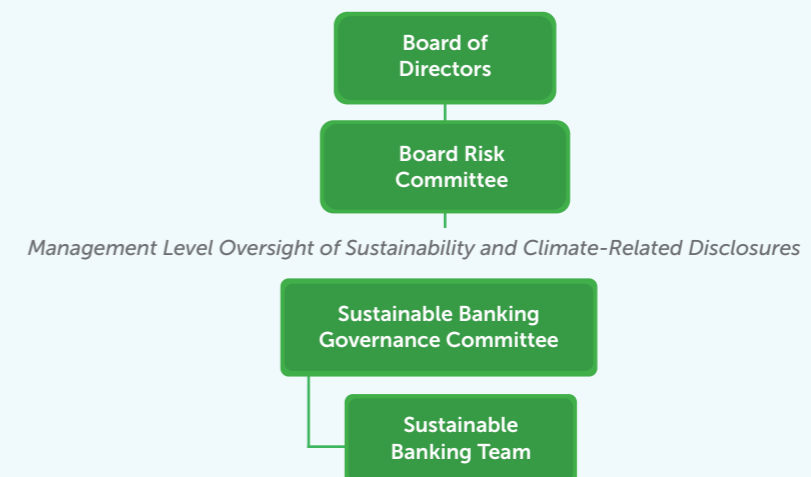 Board of
Directors
Board Risk
Committee
Management Level Oversight of Sustainability and Climate-Related Disclosures
Sustainable Banking
Governance Committee
Sustainable
Banking Team